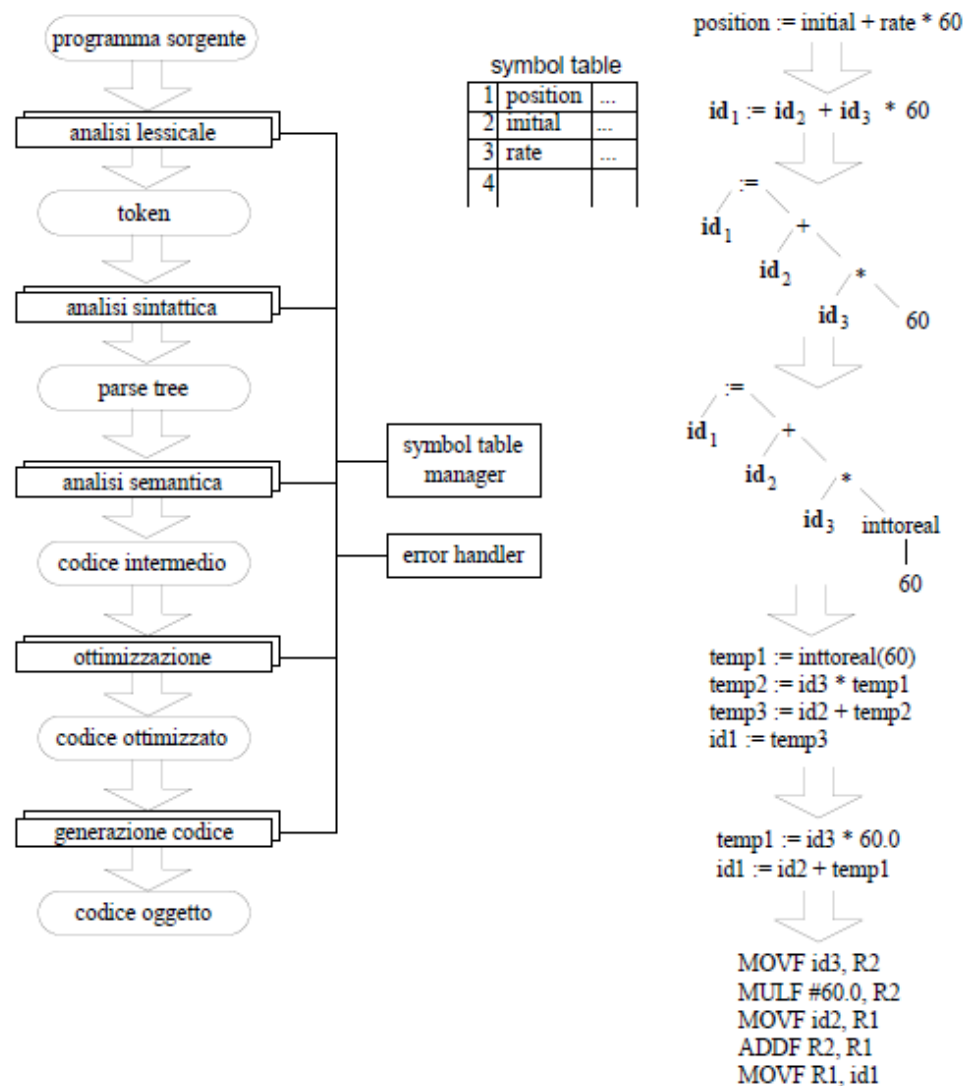 programma sorgente
analisi lessicale
token
analisi sintattica
parse tree
analisi semantica
codice intermedio
ottimizzazione
codice ottimizzato
generazione codice
codice oggetto
symbol table
manager
error handler
symbol table
1 position ...
2 initial ...
3 rate ...
4
position := initial + rate * 60
id1 := id2 + id3 * 60
:=
id1 +
id2 *
id3 60
:=
id1 +
id2 *
id3 inttoreal
60
temp1 := inttoreal(60)
temp2 := id3 * temp1
temp3 := id2 + temp2
id1 := temp3
temp1 := id3 * 60.0
id1 := id2 + temp1
MOVF id3, R2
MULF #60.0, R2
MOVF id2, R1
ADDF R2, R1
MOVF R1, id1